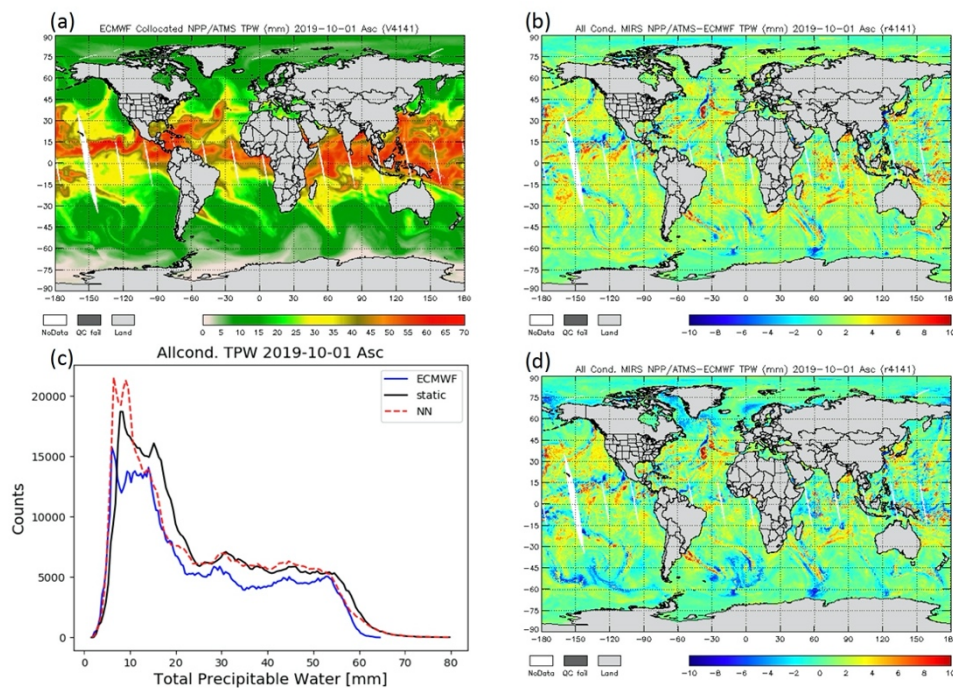 (a)
ECMWF Collocated NPP/ATMS TPW (mm) 2019-10-01 Asc (V4141)
90
75
60
45
30
15
0
−15
−30
−45
−60
−75
−90
−180 −150 −120 −90 −60 −30 0 30 60 90 120 150 180
NoData QC fail Land
0 5 10 15 20 25 30 35 40 45 50 55 60 65 70
(b)
All Cond. MIRS NPP/ATMS−ECMWF TPW (mm) 2019-10-01 Asc (r4141)
90
75
60
45
30
15
0
−15
−30
−45
−60
−75
−90
−180 −150 −120 −90 −60 −30 0 30 60 90 120 150 180
NoData QC fail Land
−10 −8 −6 −4 −2 0 2 4 6 8 10
(c)
Allcond. TPW 2019-10-01 Asc
ECMWF
static
NN
Counts
20000
15000
10000
5000
0
0 10 20 30 40 50 60 70 80
Total Precipitable Water [mm]
(d)
All Cond. MIRS NPP/ATMS−ECMWF TPW (mm) 2019-10-01 Asc (r4141)
90
75
60
45
30
15
0
−15
−30
−45
−60
−75
−90
−180 −150 −120 −90 −60 −30 0 30 60 90 120 150 180
NoData QC fail Land
−10 −8 −6 −4 −2 0 2 4 6 8 10